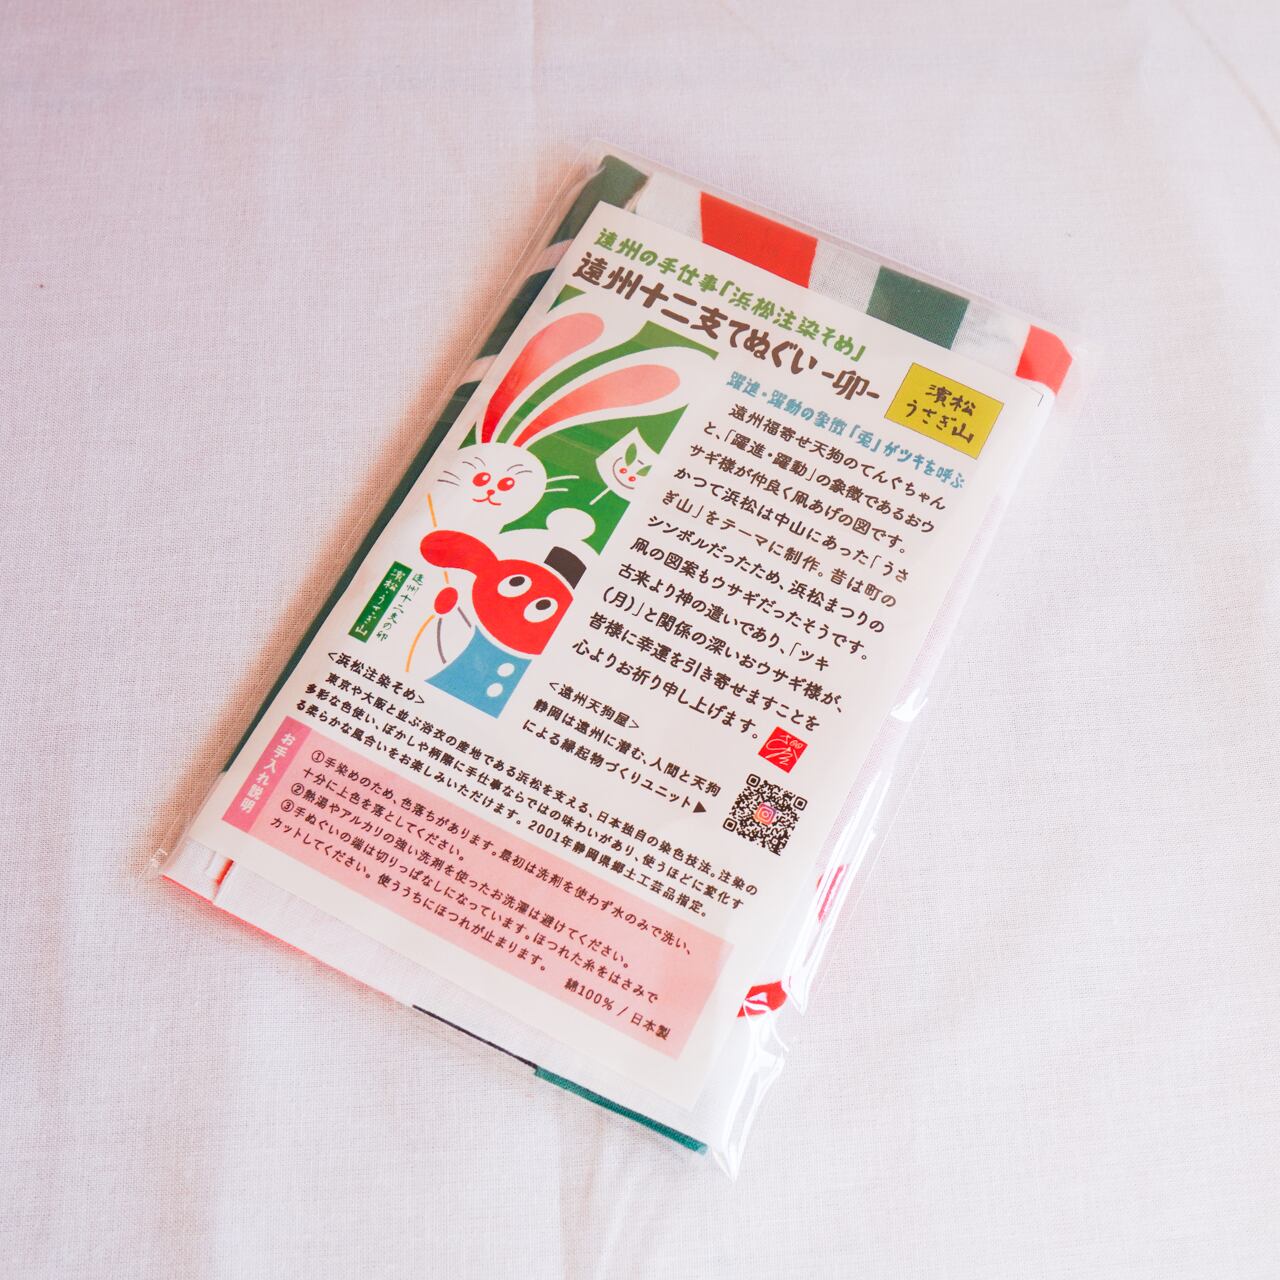 遠州の手仕事「浜松注染そめ」
遠州十二支てぬぐい -卯-
濱松
うさぎ山
躍進・躍動の象徴「兎」がツキを呼ぶ
遠州福寄せ天狗のてんぐちゃん
と、「躍進・躍動」の象徴であるおウ
サギ様が仲良く凧あげの図です。
かつて浜松は中山にあった「うさ
ぎ山」をテーマに制作。昔は町の
シンボルだったため、浜松まつりの
凧の図案もウサギだったそうです。
古来より神の遣いであり、「ツキ
（月）」と関係の深いおウサギ様が、
皆様に幸運を引き寄せますことを
心よりお祈り申し上げます。
遠州十二支の卯
濱松・うさぎ山
<浜松注染そめ>
東京や大阪と並ぶ浴衣の産地である浜松を支える、日本独自の染色技法。注染の
多彩な色使い、ぼかしや柄際に手仕事ならではの味わいがあり、使うほどに変化す
る柔らかな風合いをお楽しみいただけます。2001年静岡県郷土工芸品指定。
<遠州天狗屋>
静岡は遠州に潜む、人間と天狗
による縁起物づくりユニット▶
お手入れ説明
①手染めのため、色落ちがあります。最初は洗剤を使わず水のみで洗い、
十分に上色を落としてください。
②熱湯やアルカリの強い洗剤を使ったお洗濯は避けてください。
③手ぬぐいの端は切りっぱなしになっています。ほつれた糸をはさみで
カットしてください。使ううちにほつれが止まります。
綿100% / 日本製